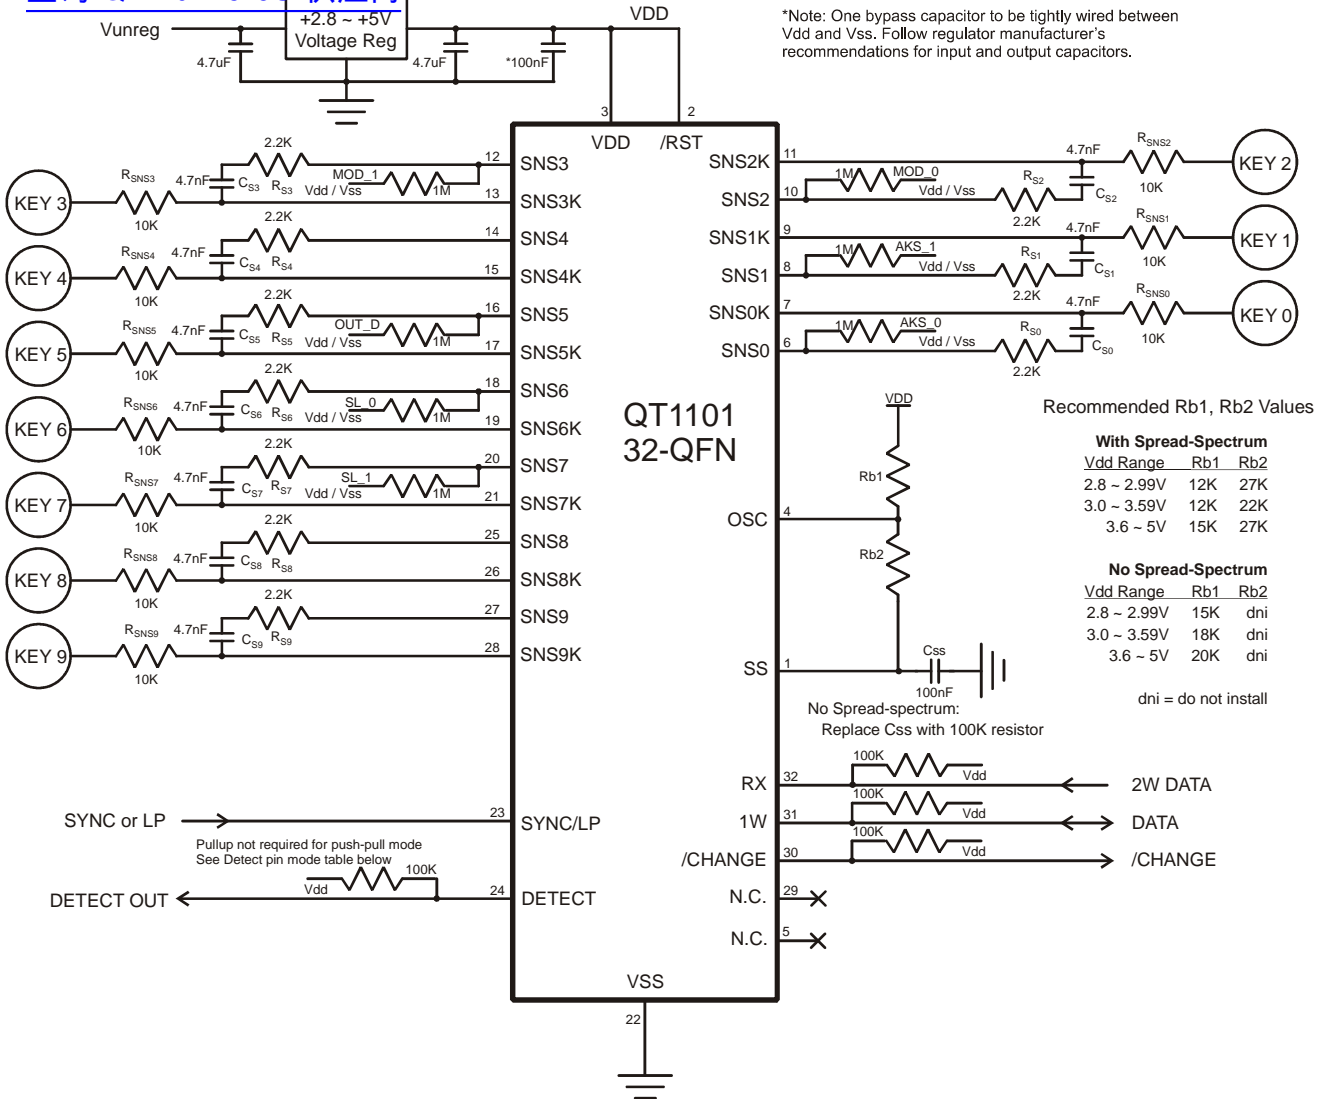 +2.8 ~ +5V
Voltage Reg
Vunreg
VDD
4.7uF
4.7uF
*100nF
*Note: One bypass capacitor to be tightly wired between
Vdd and Vss. Follow regulator manufacturer's
recommendations for input and output capacitors.
3
2
VDD
/RST
QT1101
32-QFN
KEY 3
RSNS3
10K
4.7nF
CS3
2.2K
RS3
MOD_1
Vdd / Vss
1M
12
SNS3
13
SNS3K
KEY 4
RSNS4
10K
4.7nF
CS4
2.2K
RS4
14
SNS4
15
SNS4K
KEY 5
RSNS5
10K
4.7nF
CS5
2.2K
RS5
OUT_D
Vdd / Vss
1M
16
SNS5
17
SNS5K
KEY 6
RSNS6
10K
4.7nF
CS6
2.2K
RS6
SL_0
Vdd / Vss
1M
18
SNS6
19
SNS6K
KEY 7
RSNS7
10K
4.7nF
CS7
2.2K
RS7
SL_1
Vdd / Vss
1M
20
SNS7
21
SNS7K
KEY 8
RSNS8
10K
4.7nF
CS8
2.2K
RS8
25
SNS8
26
SNS8K
KEY 9
RSNS9
10K
4.7nF
CS9
2.2K
RS9
27
SNS9
28
SNS9K
SYNC or LP
23
SYNC/LP
Pullup not required for push-pull mode
See Detect pin mode table below
Vdd
100K
DETECT OUT
24
DETECT
VSS
22
SNS2K
11
4.7nF
RSNS2
10K
KEY 2
SNS2
10
1M
MOD_0
Vdd / Vss
RS2
2.2K
CS2
SNS1K
9
4.7nF
RSNS1
10K
KEY 1
SNS1
8
1M
AKS_1
Vdd / Vss
RS1
2.2K
CS1
SNS0K
7
4.7nF
RSNS0
10K
KEY 0
SNS0
6
1M
AKS_0
Vdd / Vss
RS0
2.2K
CS0
VDD
Rb1
OSC
4
Rb2
SS
1
Css
100nF
No Spread-spectrum:
Replace Css with 100K resistor
Recommended Rb1, Rb2 Values
With Spread-Spectrum
Vdd Range Rb1 Rb2
2.8 ~ 2.99V 12K 27K
3.0 ~ 3.59V 12K 22K
3.6 ~ 5V 15K 27K
No Spread-Spectrum
Vdd Range Rb1 Rb2
2.8 ~ 2.99V 15K dni
3.0 ~ 3.59V 18K dni
3.6 ~ 5V 20K dni
dni = do not install
RX
32
100K
Vdd
2W DATA
1W
31
100K
Vdd
DATA
/CHANGE
30
100K
Vdd
/CHANGE
N.C.
29
N.C.
5